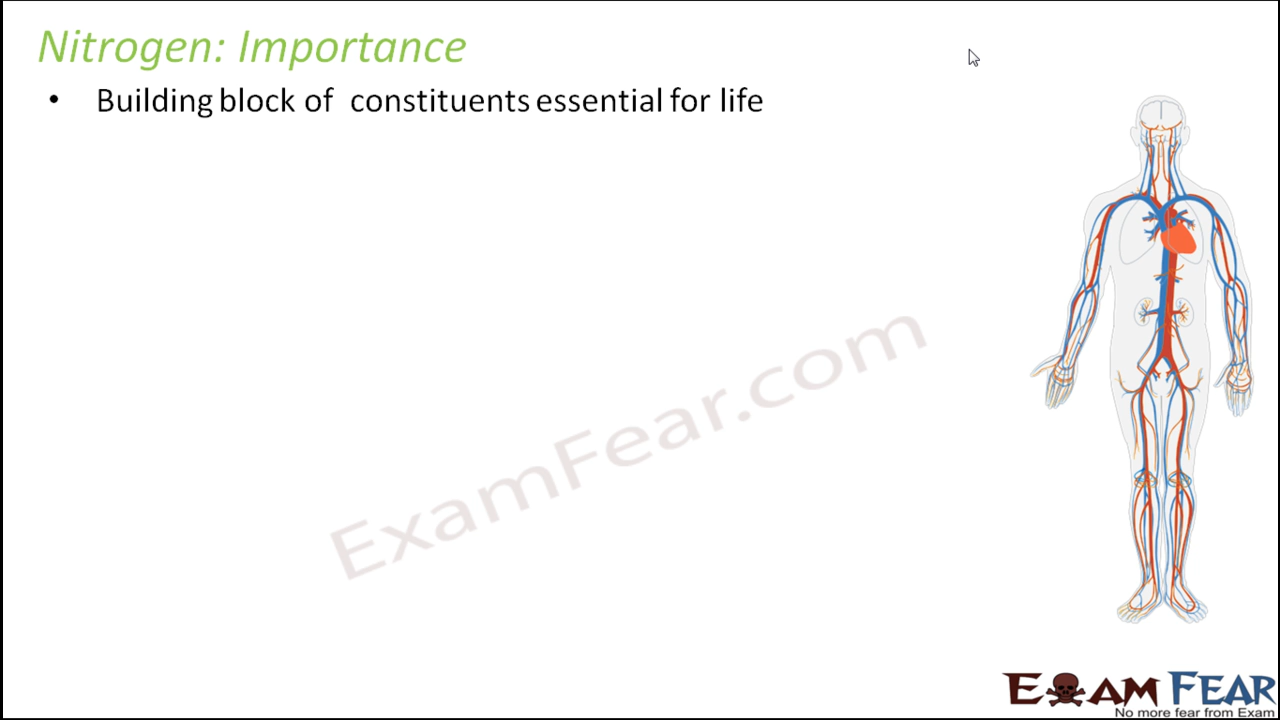 Nitrogen: Importance
• Building block of constituents essential for life
ExamFear.com
EXAM FEAR
No more fear from Exam